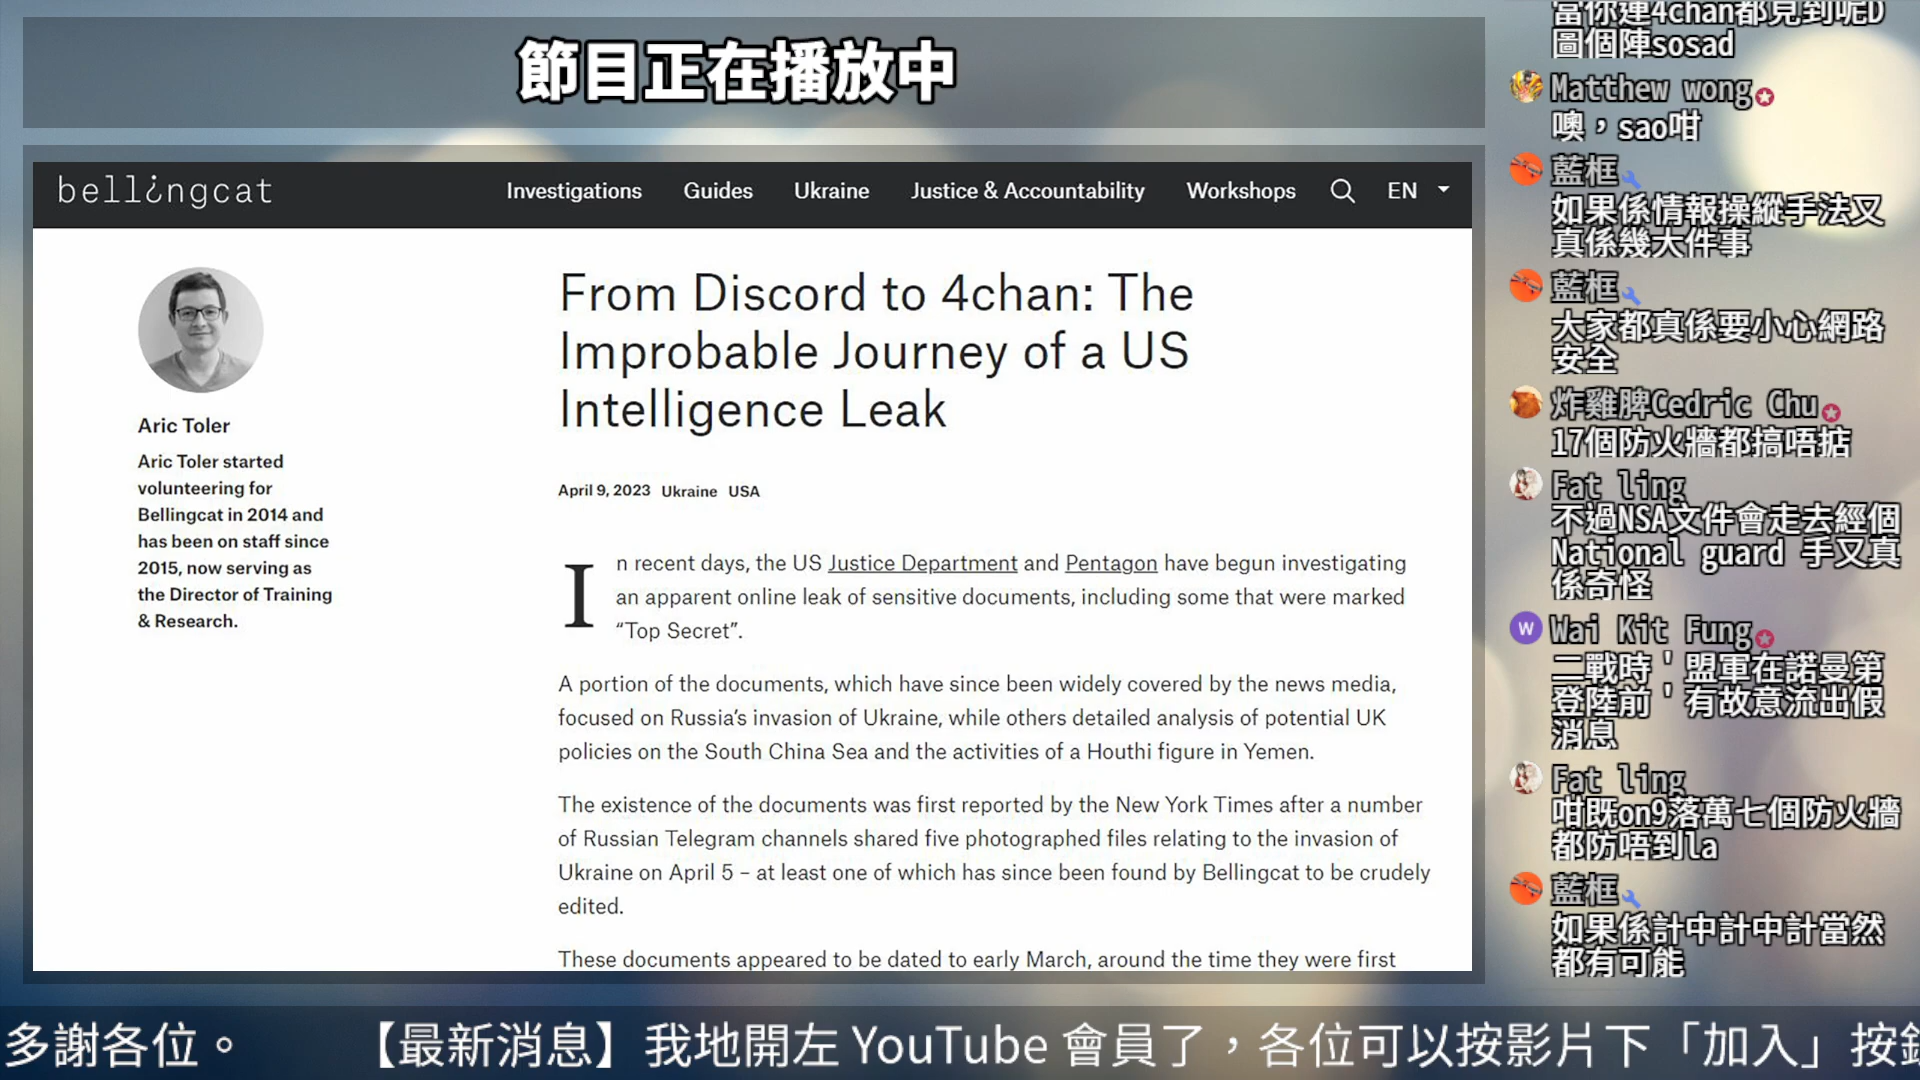 節目正在播放中
bellingcat
Investigations
Guides
Ukraine
Justice & Accountability
Workshops
EN
Aric Toler
Aric Toler started
volunteering for
Bellingcat in 2014 and
has been on staff since
2015, now serving as
the Director of Training
& Research.
From Discord to 4chan: The
Improbable Journey of a US
Intelligence Leak
April 9, 2023 Ukraine USA
In recent days, the US Justice Department and Pentagon have begun investigating
an apparent online leak of sensitive documents, including some that were marked
“Top Secret”.
A portion of the documents, which have since been widely covered by the news media,
focused on Russia’s invasion of Ukraine, while others detailed analysis of potential UK
policies on the South China Sea and the activities of a Houthi figure in Yemen.
The existence of the documents was first reported by the New York Times after a number
of Russian Telegram channels shared five photographed files relating to the invasion of
Ukraine on April 5 – at least one of which has since been found by Bellingcat to be crudely
edited.
These documents appeared to be dated to early March, around the time they were first
當你連4chan都見到呢D
圖個陣sosad
Matthew wong
噢，sao咁
藍框
如果係情報操縱手法又
真係幾大件事
藍框
大家都真係要小心網路
安全
炸雞脾Cedric Chu
17個防火牆都搞唔掂
Fat ling
不過NSA文件會走去經個
National guard 手又真
係奇怪
W
Wai Kit Fung
二戰時＇盟軍在諾曼第
登陸前＇有故意流出假
消息
Fat ling
咁既on9落萬七個防火牆
都防唔到la
藍框
如果係計中計中計當然
都有可能
多謝各位。 【最新消息】我地開左 YouTube 會員了，各位可以按影片下「加入」按鈕